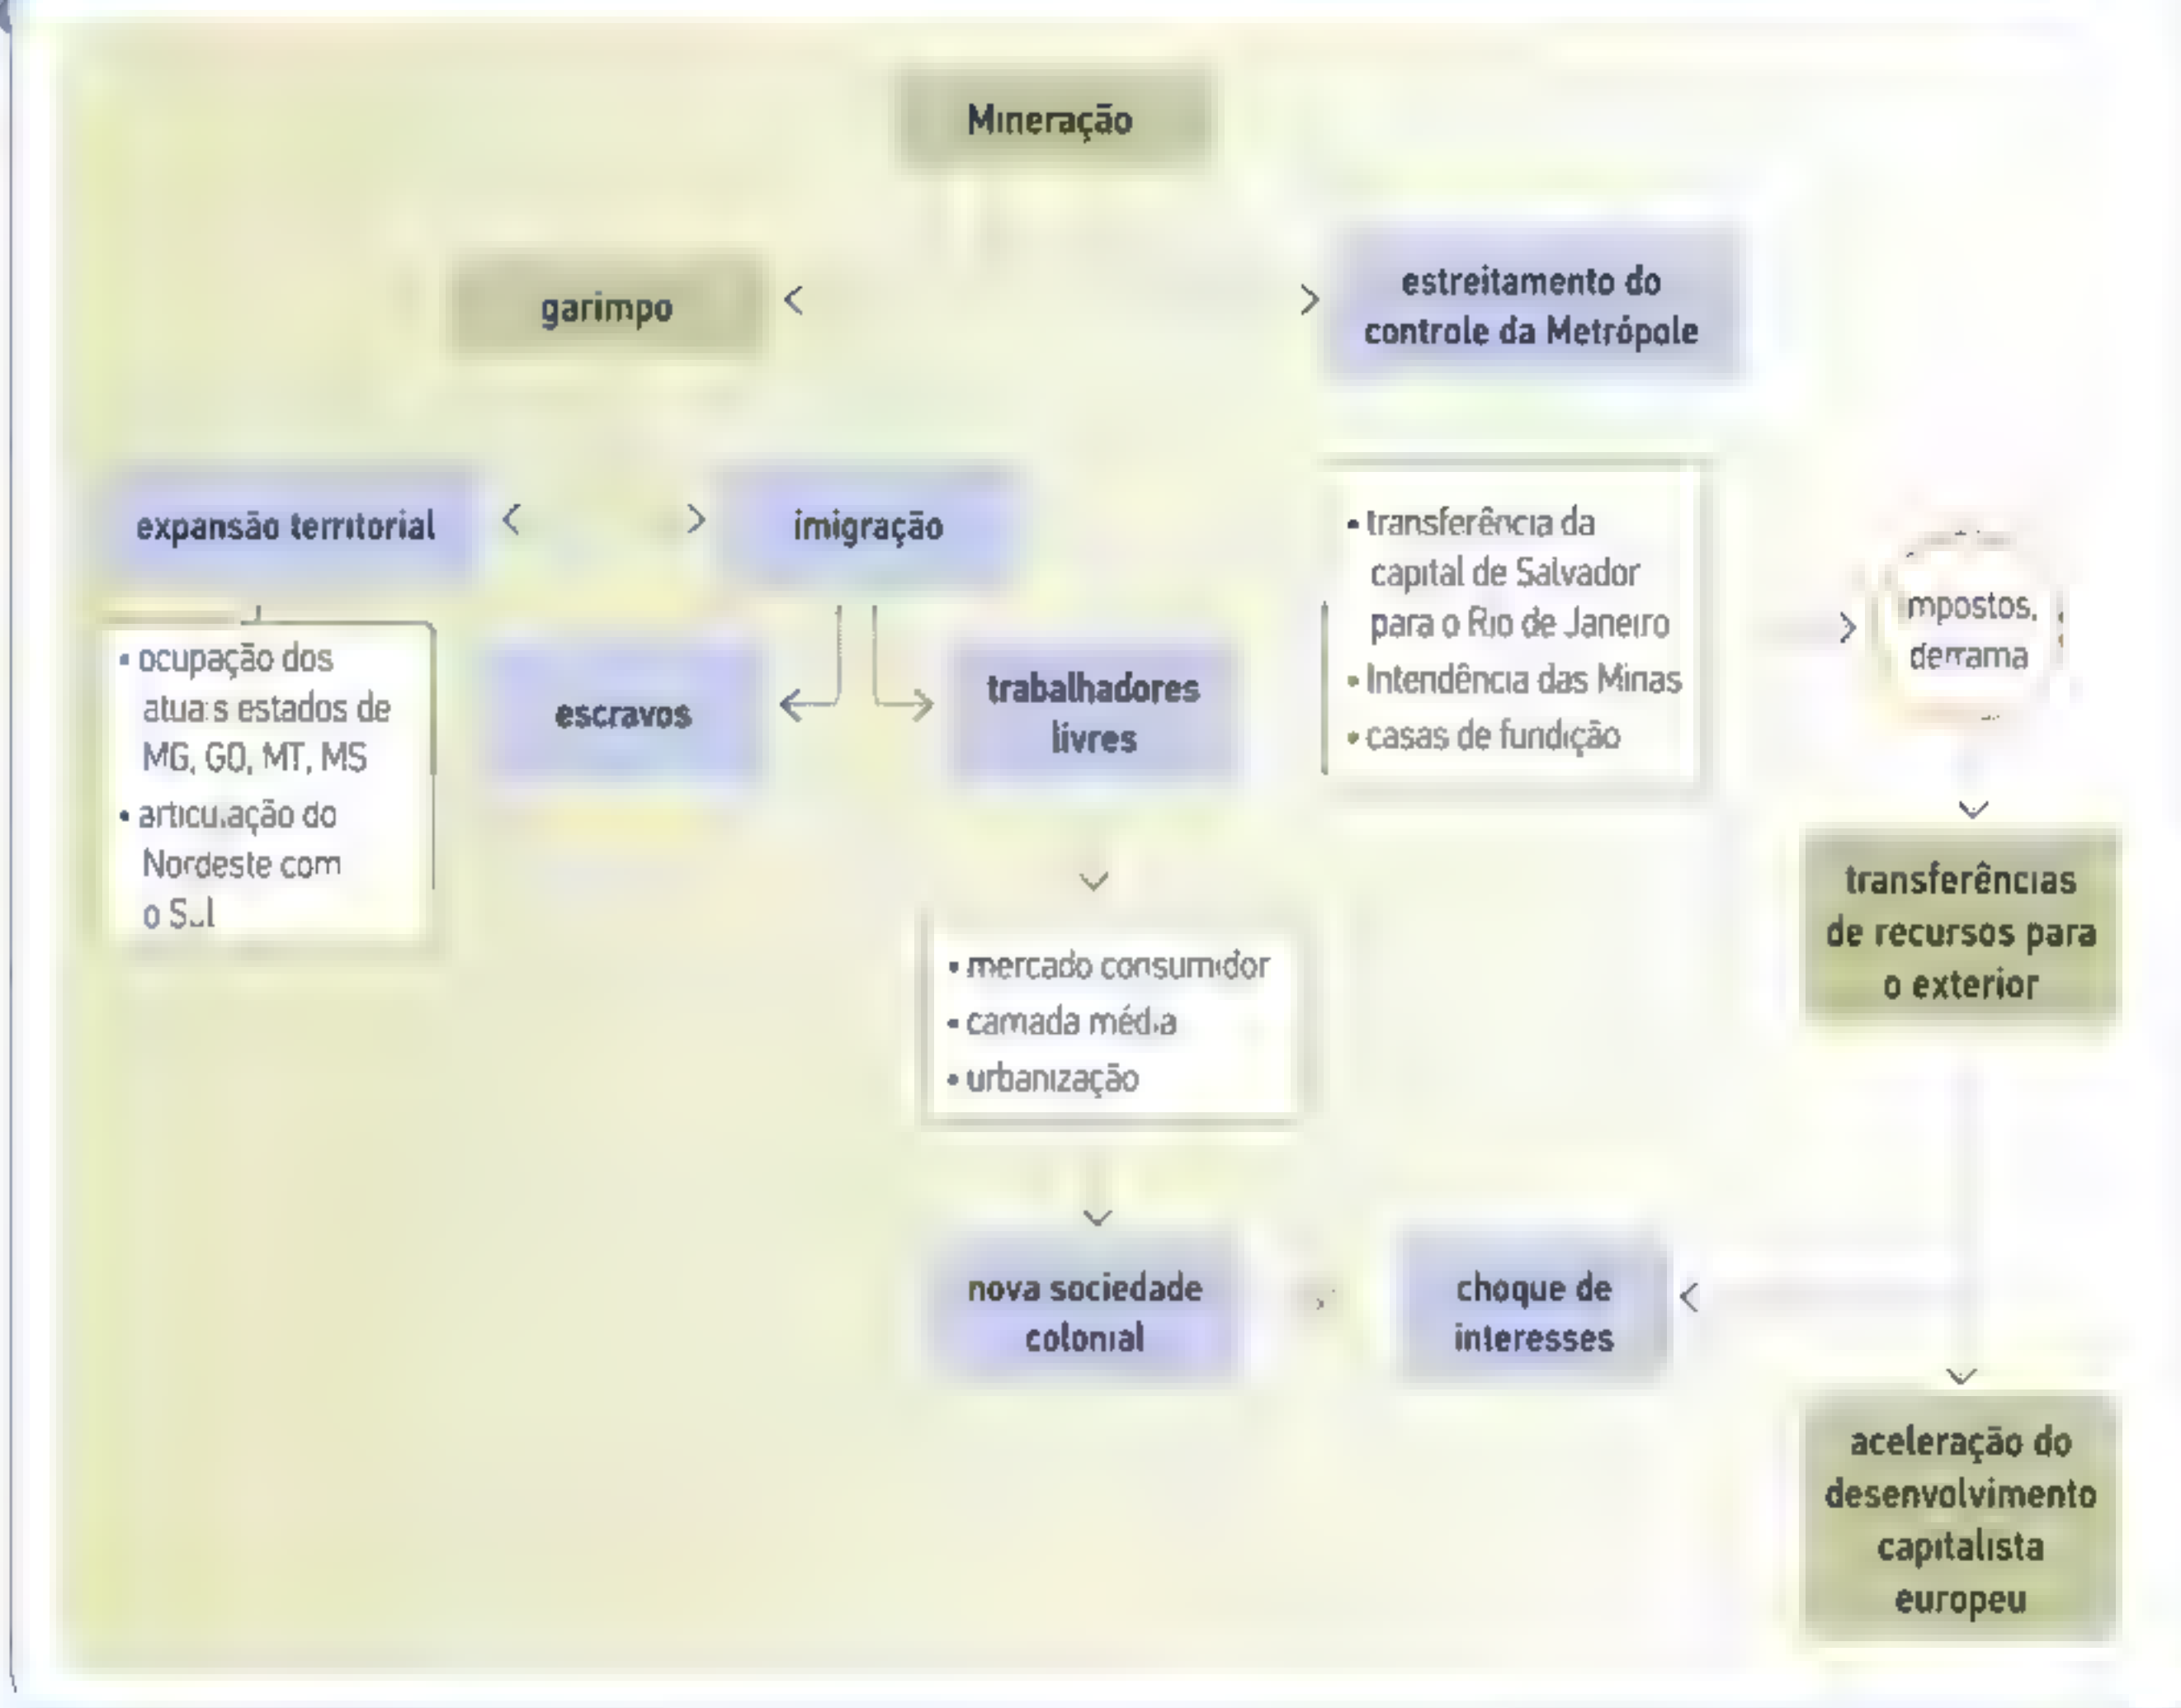 Mineração
garimpo
estreitamento do
controle da Metrópole
expansão territorial
imigração
• ocupação dos
atuais estados de
MG, GO, MT, MS
• articulação do
Nordeste com
o Sul
escravos
trabalhadores
livres
• transferência da
capital de Salvador
para o Rio de Janeiro
• Intendência das Minas
• casas de fundição
impostos,
derrama
transferências
de recursos para
o exterior
• mercado consumidor
• camada média
• urbanização
nova sociedade
colonial
choque de
interesses
aceleração do
desenvolvimento
capitalista
europeu